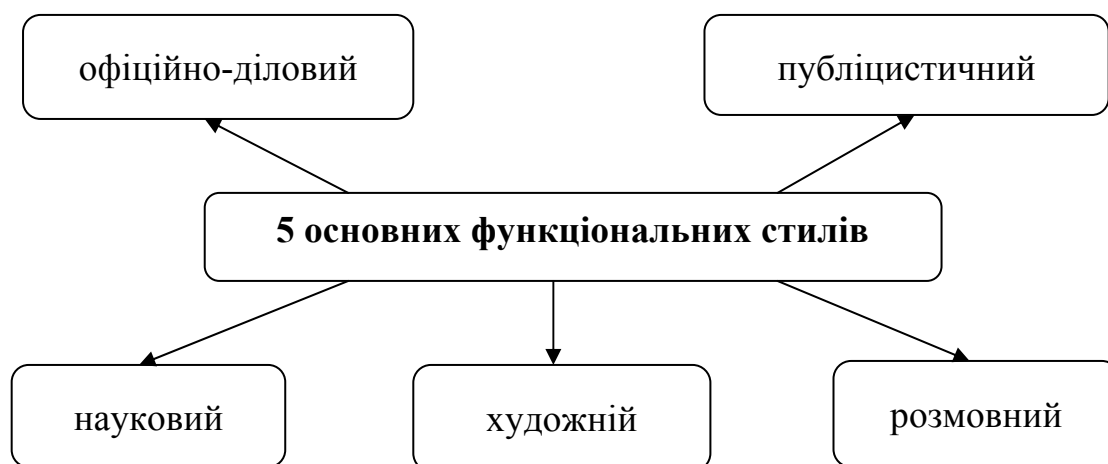 офіційно-діловий
публіцистичний
5 основних функціональних стилів
науковий
художній
розмовний